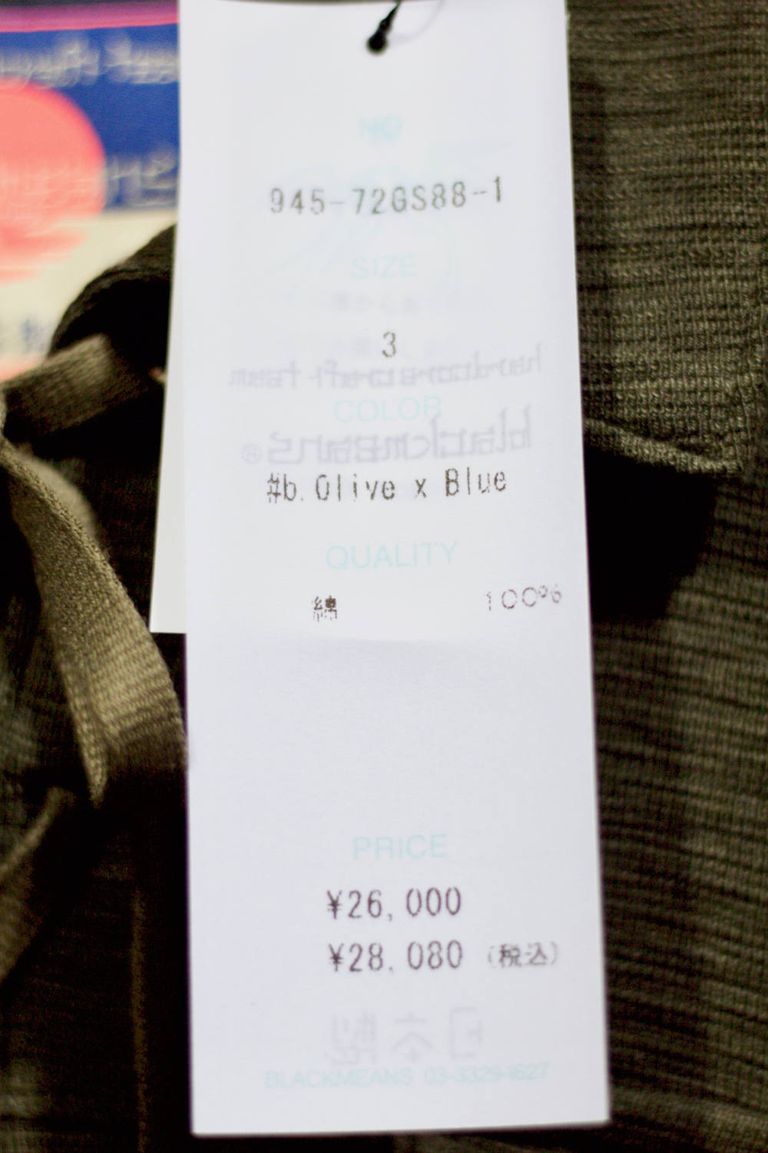 NO
945-72GS88-1
SIZE
3
COLOR
#b.Olive x Blue
QUALITY
綿 100%
PRICE
¥26,000
¥28,080 (税込)
BLACKMEANS 03-3329-1627